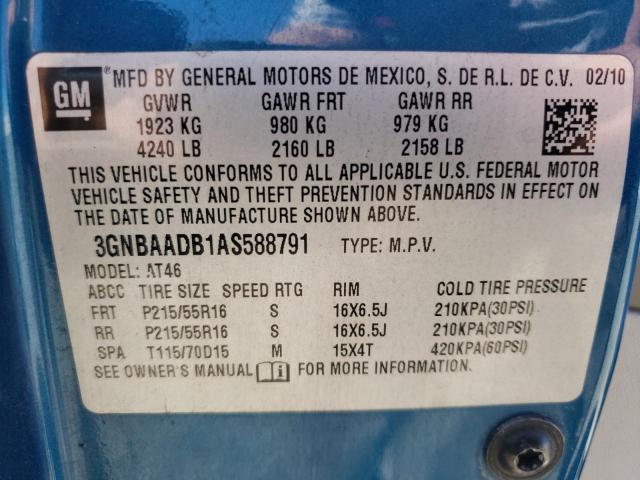 GM ® MFD BY GENERAL MOTORS DE MEXICO, S. DE R.L. DE C.V. 02/10
GVWR GAWR FRT GAWR RR
1923 KG 980 KG 979 KG
4240 LB 2160 LB 2158 LB
THIS VEHICLE CONFORMS TO ALL APPLICABLE U.S. FEDERAL MOTOR
VEHICLE SAFETY AND THEFT PREVENTION STANDARDS IN EFFECT ON
THE DATE OF MANUFACTURE SHOWN ABOVE.
3GNBAADB1AS588791 TYPE: M.P.V.
MODEL: AT46
ABCC TIRE SIZE SPEED RTG RIM COLD TIRE PRESSURE
FRT P215/55R16 S 16X6.5J 210KPA(30PSI)
RR P215/55R16 S 16X6.5J 210KPA(30PSI)
SPA T115/70D15 M 15X4T 420KPA(60PSI)
SEE OWNER'S MANUAL i FOR MORE INFORMATION.